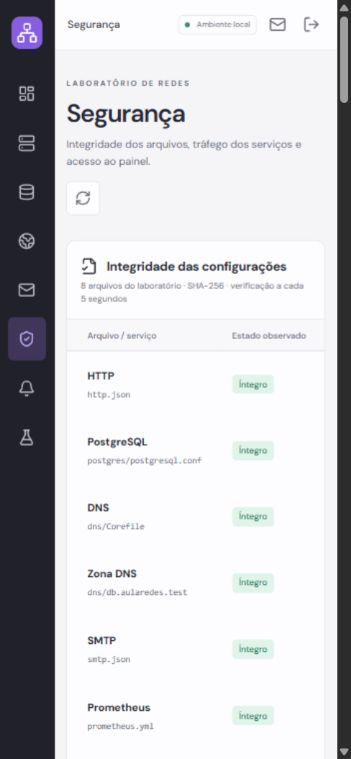 Segurança
Ambiente local
LABORATÓRIO DE REDES
Segurança
Integridade dos arquivos, tráfego dos serviços e
acesso ao painel.
Integridade das configurações
8 arquivos do laboratório · SHA-256 · verificação a cada
5 segundos
Arquivo / serviço
Estado observado
HTTP
http.json
Íntegro
PostgreSQL
postgres/postgresql.conf
Íntegro
DNS
dns/Corefile
Íntegro
Zona DNS
dns/db.aularedes.test
Íntegro
SMTP
smtp.json
Íntegro
Prometheus
prometheus.yml
Íntegro